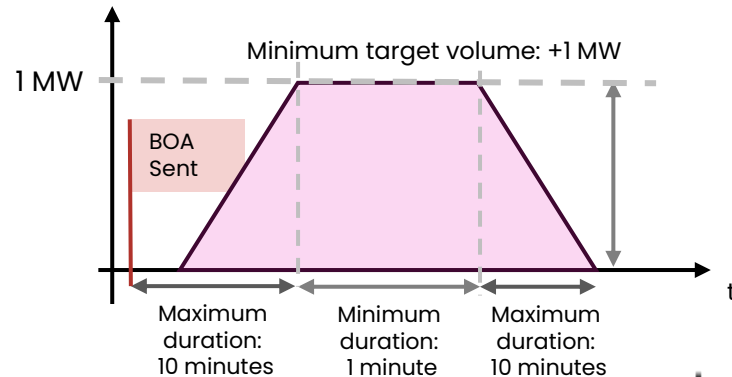 Minimum target volume: +1 MW
1 MW
BOA
Sent
t
Maximum
duration:
10 minutes
Minimum
duration:
1 minute
Maximum
duration:
10 minutes